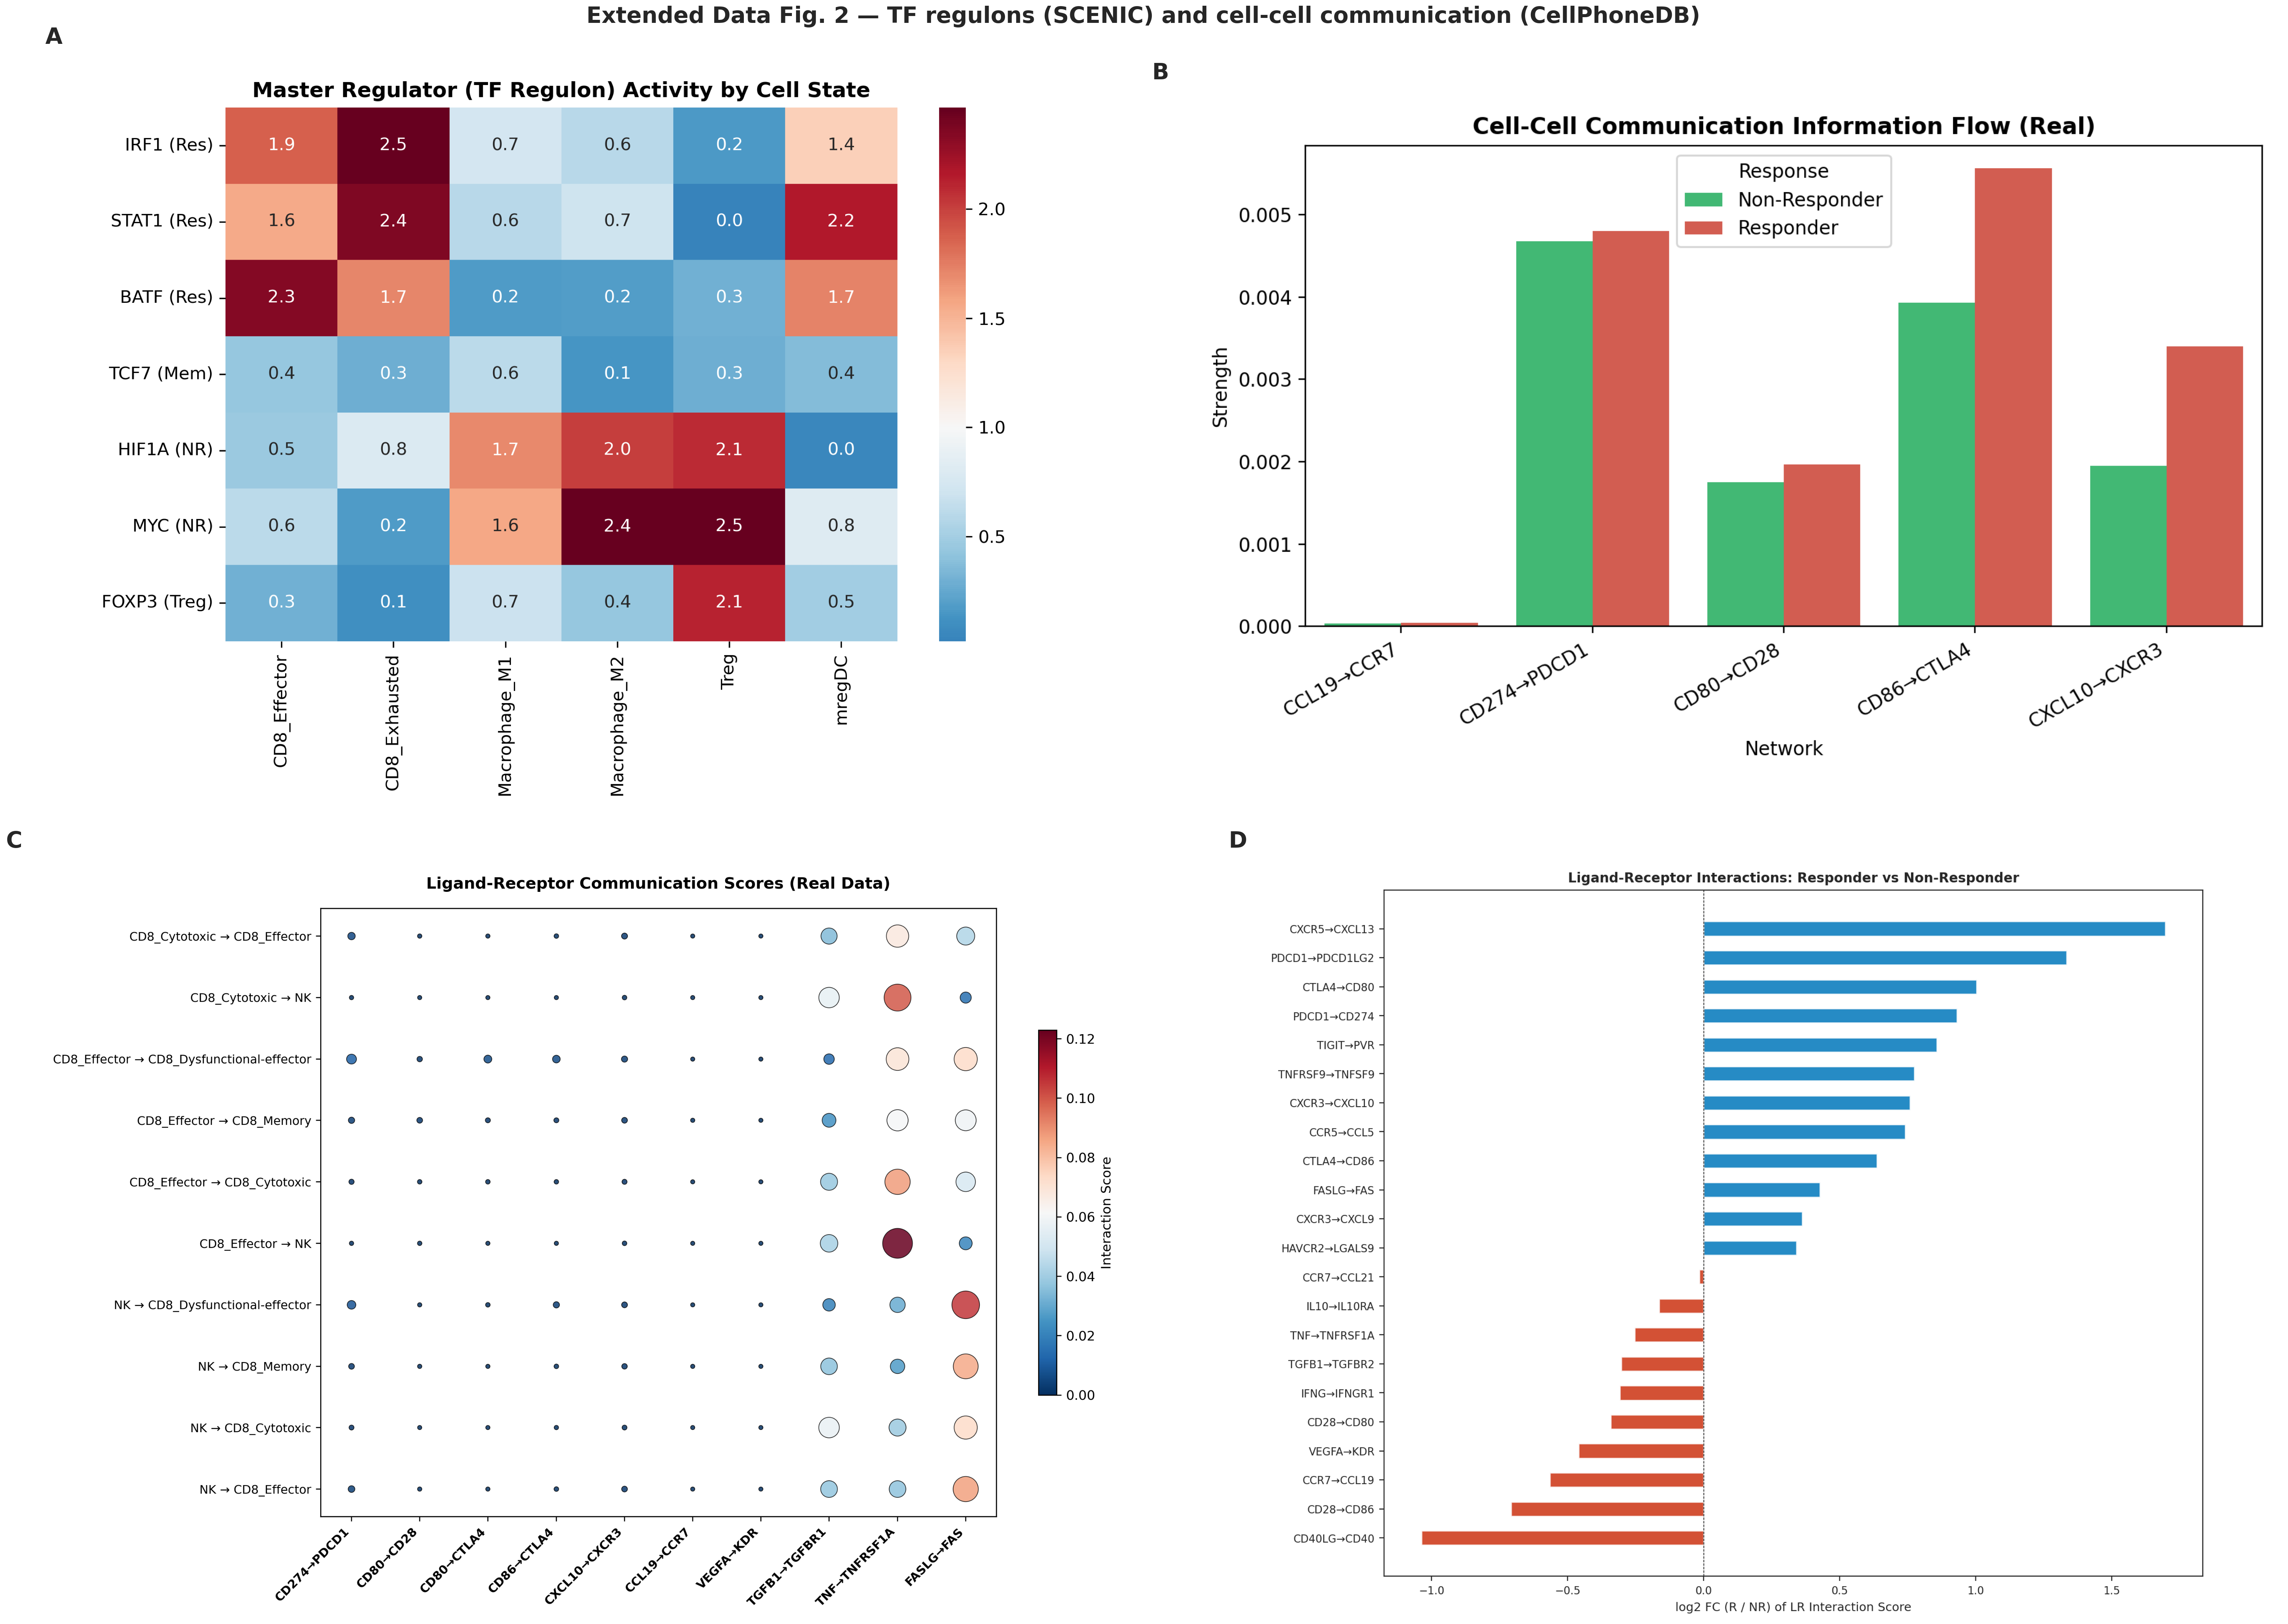 Extended Data Fig. 2 — TF regulons (SCENIC) and cell-cell communication (CellPhoneDB)
A
Master Regulator (TF Regulon) Activity by Cell State
IRF1 (Res) 1.9 2.5 0.7 0.6 0.2 1.4
STAT1 (Res) 1.6 2.4 0.6 0.7 0.0 2.2
BATF (Res) 2.3 1.7 0.2 0.2 0.3 1.7
TCF7 (Mem) 0.4 0.3 0.6 0.1 0.3 0.4
HIF1A (NR) 0.5 0.8 1.7 2.0 2.1 0.0
MYC (NR) 0.6 0.2 1.6 2.4 2.5 0.8
FOXP3 (Treg) 0.3 0.1 0.7 0.4 2.1 0.5
CD8_Effector
CD8_Exhausted
Macrophage_M1
Macrophage_M2
Treg
mregDC
2.0
1.5
1.0
0.5
B
Cell-Cell Communication Information Flow (Real)
Response
Non-Responder
Responder
Strength
0.005
0.004
0.003
0.002
0.001
0.000
CCL19→CCR7
CD274→PDCD1
CD80→CD28
CD86→CTLA4
CXCL10→CXCR3
Network
C
Ligand-Receptor Communication Scores (Real Data)
CD8_Cytotoxic → CD8_Effector
CD8_Cytotoxic → NK
CD8_Effector → CD8_Dysfunctional-effector
CD8_Effector → CD8_Memory
CD8_Effector → CD8_Cytotoxic
CD8_Effector → NK
NK → CD8_Dysfunctional-effector
NK → CD8_Memory
NK → CD8_Cytotoxic
NK → CD8_Effector
CD274→PDCD1
CD80→CD28
CD80→CTLA4
CD86→CTLA4
CXCL10→CXCR3
CCL19→CCR7
VEGFA→KDR
TGFB1→TGFBR1
TNF→TNFRSF1A
FASLG→FAS
0.12
0.10
0.08
0.06
0.04
0.02
0.00
Interaction Score
D
Ligand-Receptor Interactions: Responder vs Non-Responder
CXCR5→CXCL13
PDCD1→PDCD1LG2
CTLA4→CD80
PDCD1→CD274
TIGIT→PVR
TNFRSF9→TNFSF9
CXCR3→CXCL10
CCR5→CCL5
CTLA4→CD86
FASLG→FAS
CXCR3→CXCL9
HAVCR2→LGALS9
CCR7→CCL21
IL10→IL10RA
TNF→TNFRSF1A
TGFB1→TGFBR2
IFNG→IFNGR1
CD28→CD80
VEGFA→KDR
CCR7→CCL19
CD28→CD86
CD40LG→CD40
−1.0 −0.5 0.0 0.5 1.0 1.5
log2 FC (R / NR) of LR Interaction Score